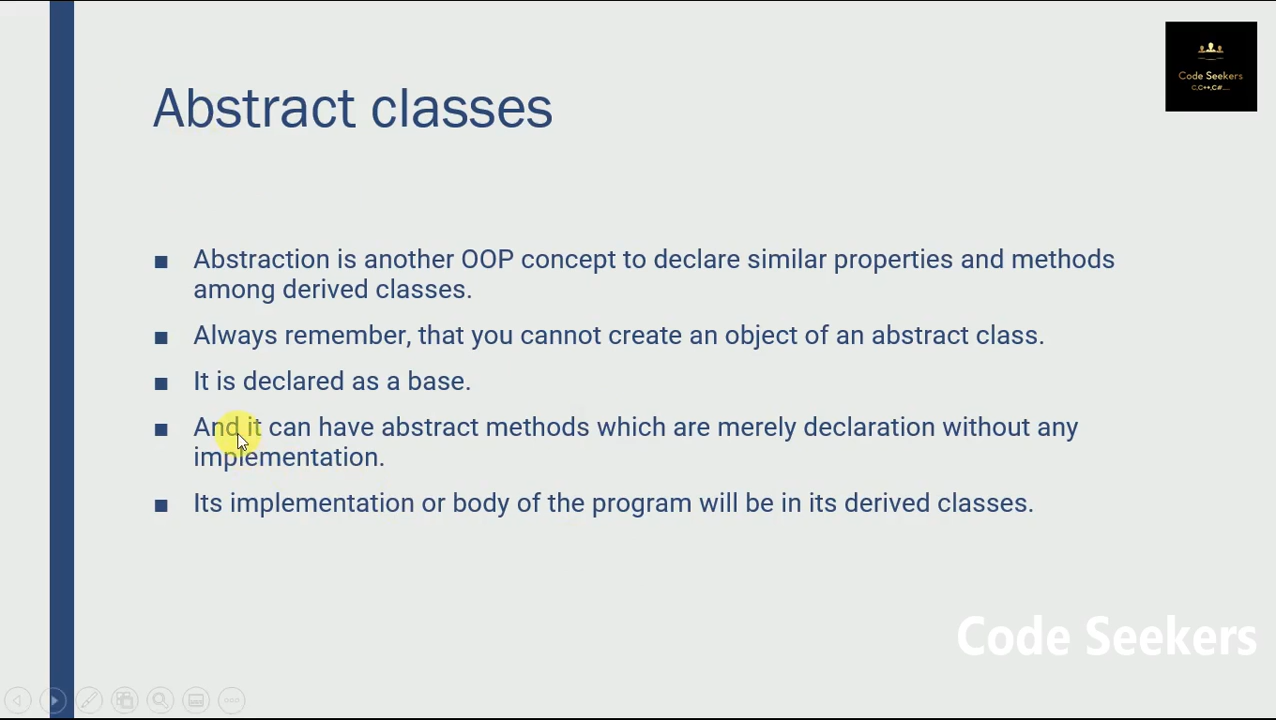 Code Seekers
C,C++,C#....
Abstract classes
■ Abstraction is another OOP concept to declare similar properties and methods
among derived classes.
■ Always remember, that you cannot create an object of an abstract class.
■ It is declared as a base.
■ And it can have abstract methods which are merely declaration without any
implementation.
■ Its implementation or body of the program will be in its derived classes.
Code Seekers